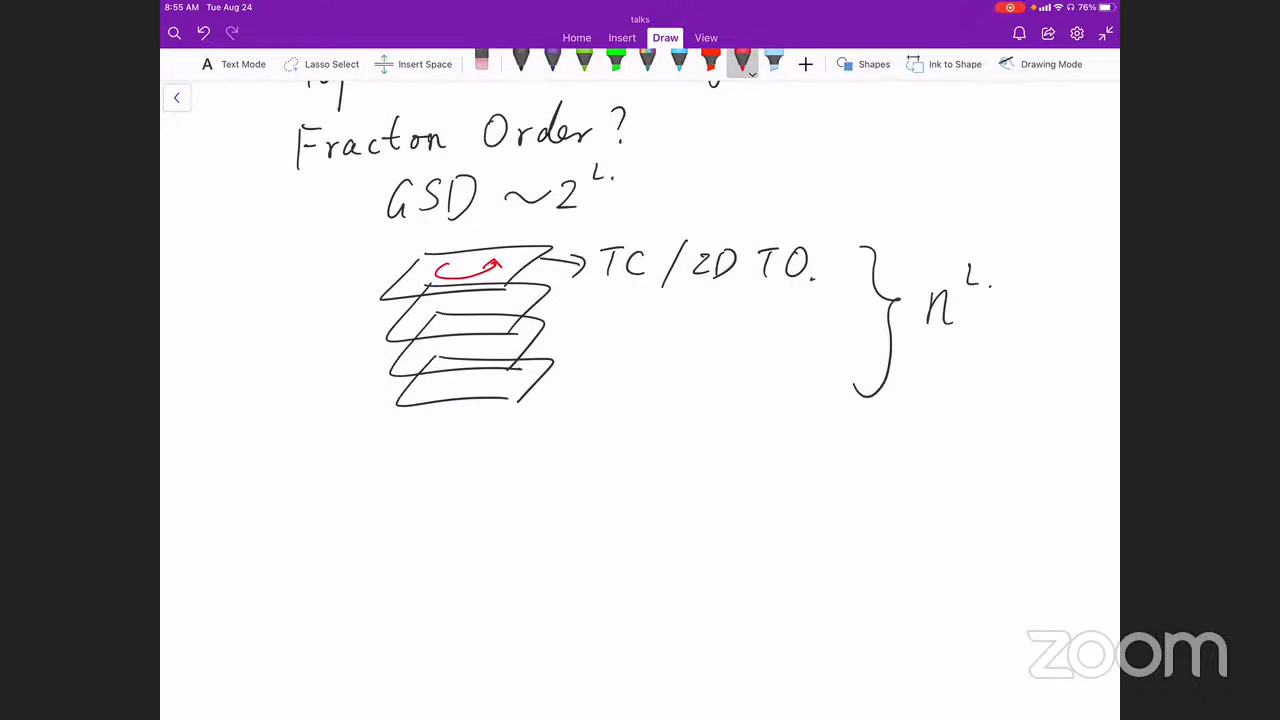 8:55 AM Tue Aug 24
76%
talks
Home Insert Draw View
Text Mode Lasso Select Insert Space Shapes Ink to Shape Drawing Mode
Fracton Order?
GSD ~ 2^L.
→ TC / 2D TO. } n^L.
zoom